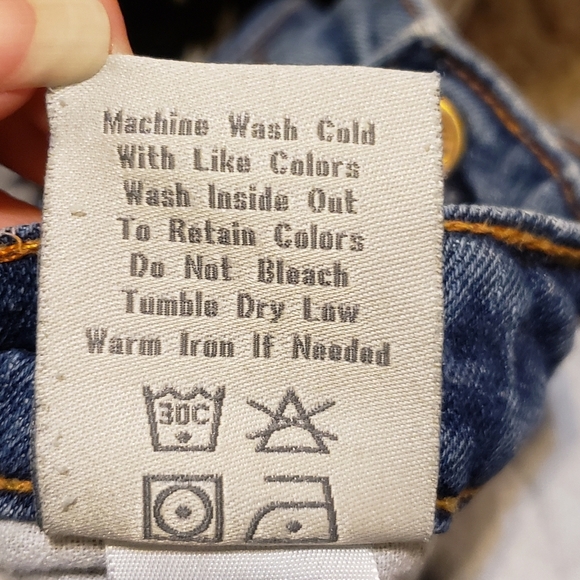 Machine Wash Cold
With Like Colors
Wash Inside Out
To Retain Colors
Do Not Bleach
Tumble Dry Low
Warm Iron If Needed
30C